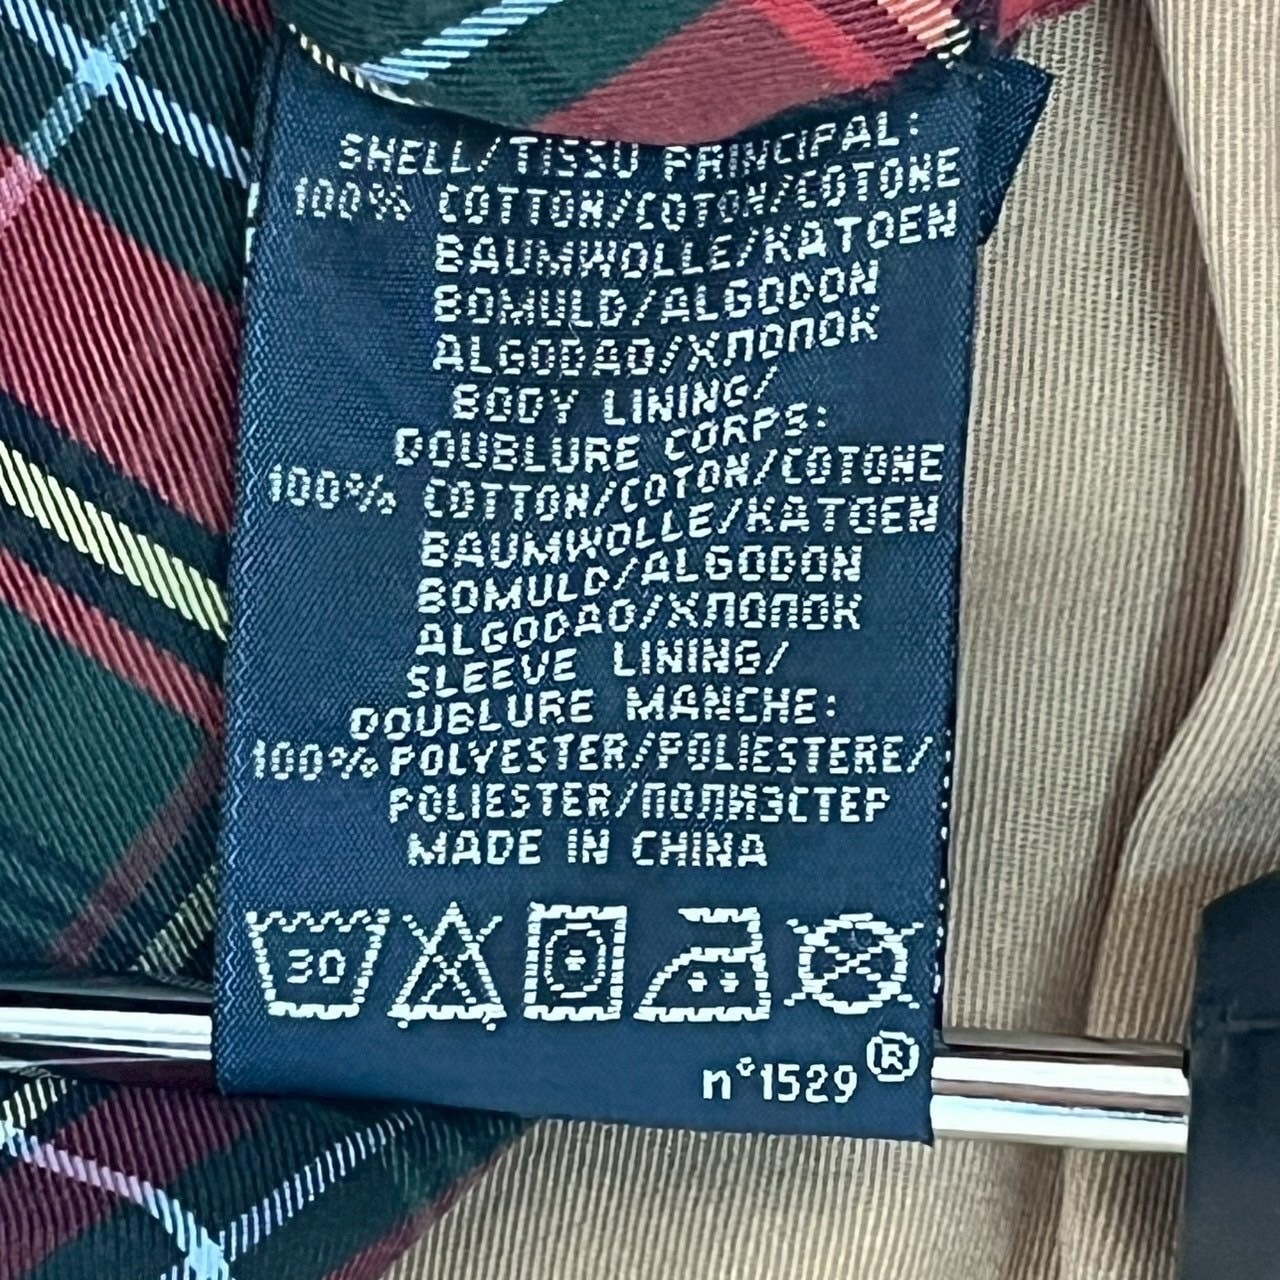 SHELL/TISSU PRINCIPAL:
100% COTTON/COTON/COTONE
BAUMWOLLE/KATOEN
BOMULD/ALGODON
ALGODAO/ХЛОПОК
BODY LINING/
DOUBLURE CORPS:
100% COTTON/COTON/COTONE
BAUMWOLLE/KATOEN
BOMULD/ALGODON
ALGODAO/ХЛОПОК
SLEEVE LINING/
DOUBLURE MANCHE:
100% POLYESTER/POLIESTERE/
POLIESTER/ПОЛИЭСТЕР
MADE IN CHINA
30
n°1529®